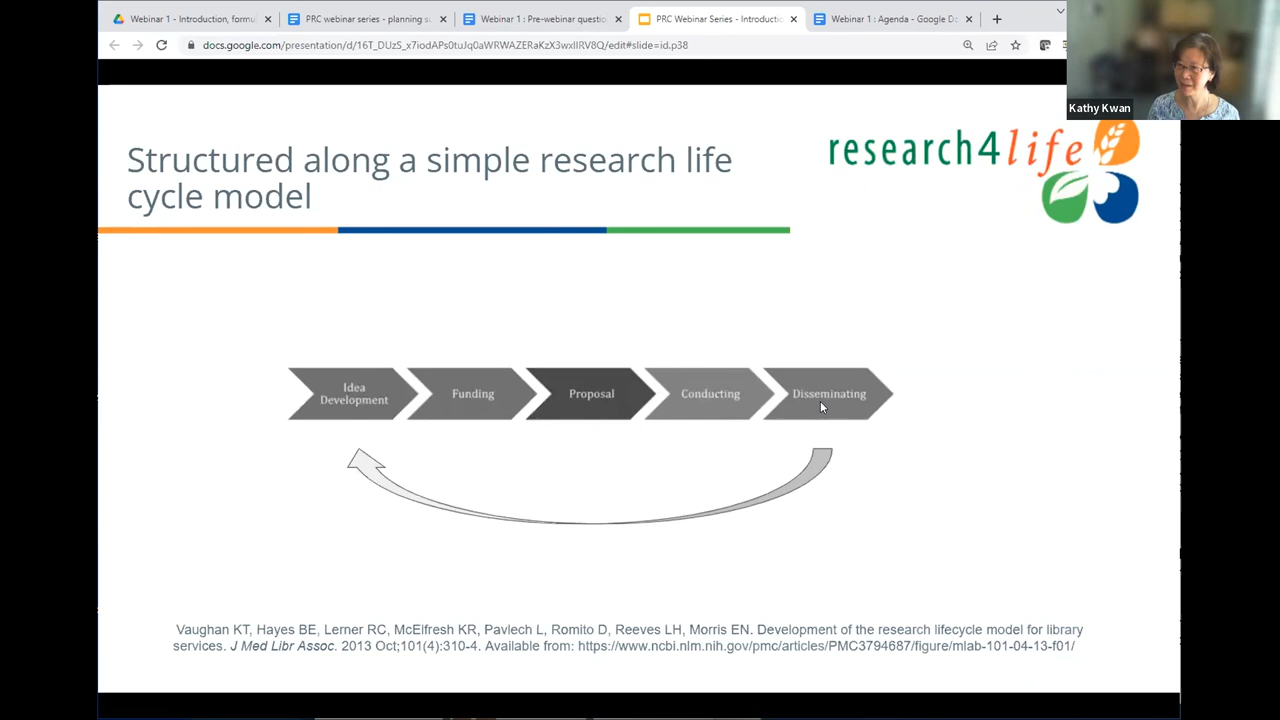 Webinar 1 - Introduction, formu
PRC webinar series - planning su
Webinar 1: Pre-webinar questio
PRC Webinar Series - Introductio
Webinar 1 : Agenda - Google Do
docs.google.com/presentation/d/16T_DUzS_x7iodAPs0tuJq0aWRWAZERaKzX3wxIIRV8Q/edit#slide=id.p38
Kathy Kwan
Structured along a simple research life
cycle model
research4life
Idea
Development
Funding
Proposal
Conducting
Disseminating
Vaughan KT, Hayes BE, Lerner RC, McElfresh KR, Pavlech L, Romito D, Reeves LH, Morris EN. Development of the research lifecycle model for library
services. J Med Libr Assoc. 2013 Oct;101(4):310-4. Available from: https://www.ncbi.nlm.nih.gov/pmc/articles/PMC3794687/figure/mlab-101-04-13-f01/